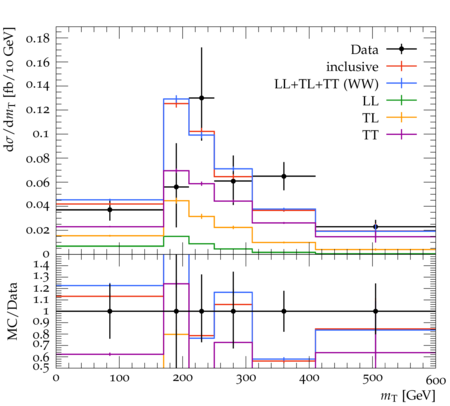 dσ/dm_T [fb/10 GeV]
0.18
0.16
0.14
0.12
0.1
0.08
0.06
0.04
0.02
0
Data
inclusive
LL+TL+TT (WW)
LL
TL
TT
MC/Data
1.4
1.3
1.2
1.1
1
0.9
0.8
0.7
0.6
0.5
0 100 200 300 400 500 600
m_T [GeV]